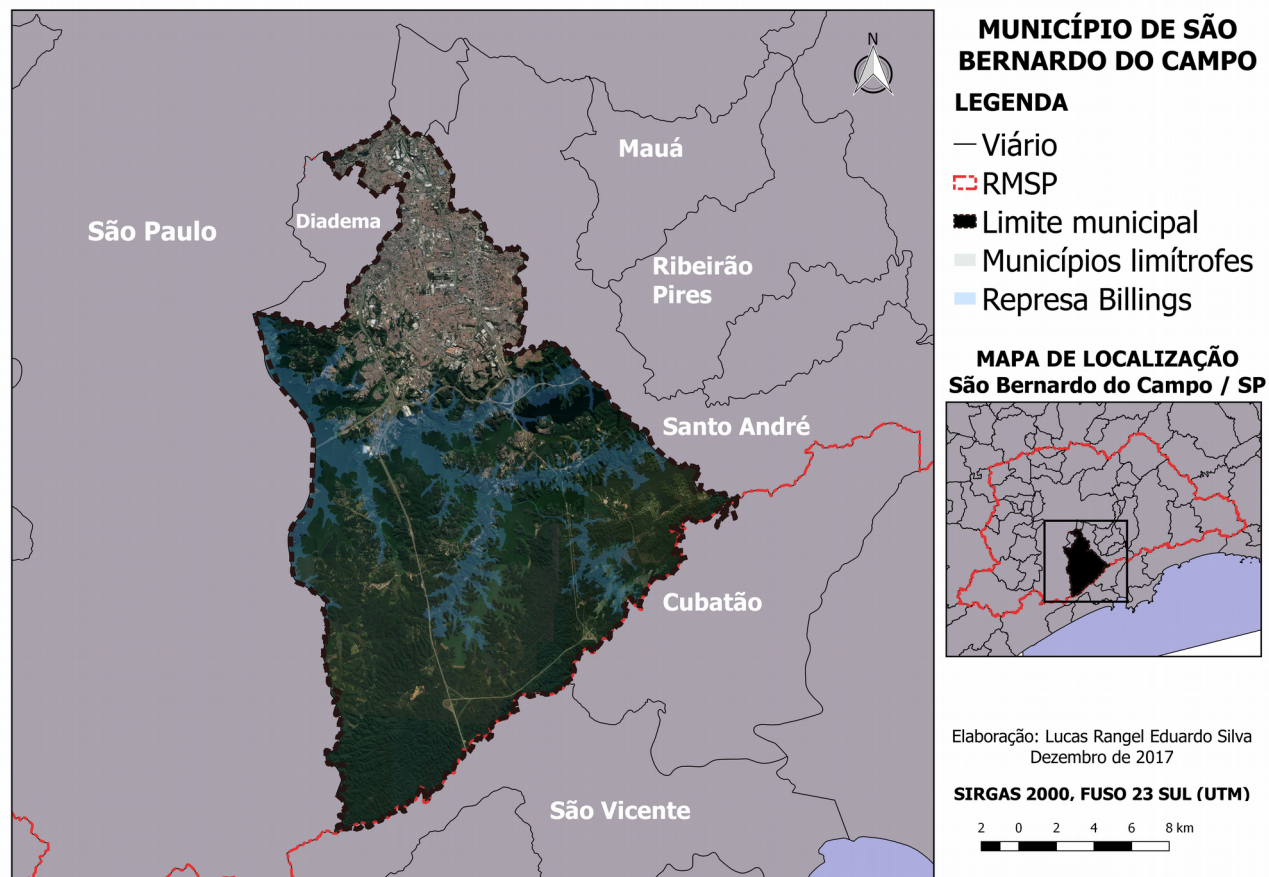 N
Mauá
São Paulo
Diadema
Ribeirão
Pires
Santo André
Cubatão
São Vicente
MUNICÍPIO DE SÃO
BERNARDO DO CAMPO
LEGENDA
Viário
RMSP
Limite municipal
Municípios limítrofes
Represa Billings
MAPA DE LOCALIZAÇÃO
São Bernardo do Campo / SP
Elaboração: Lucas Rangel Eduardo Silva
Dezembro de 2017
SIRGAS 2000, FUSO 23 SUL (UTM)
2 0 2 4 6 8 km